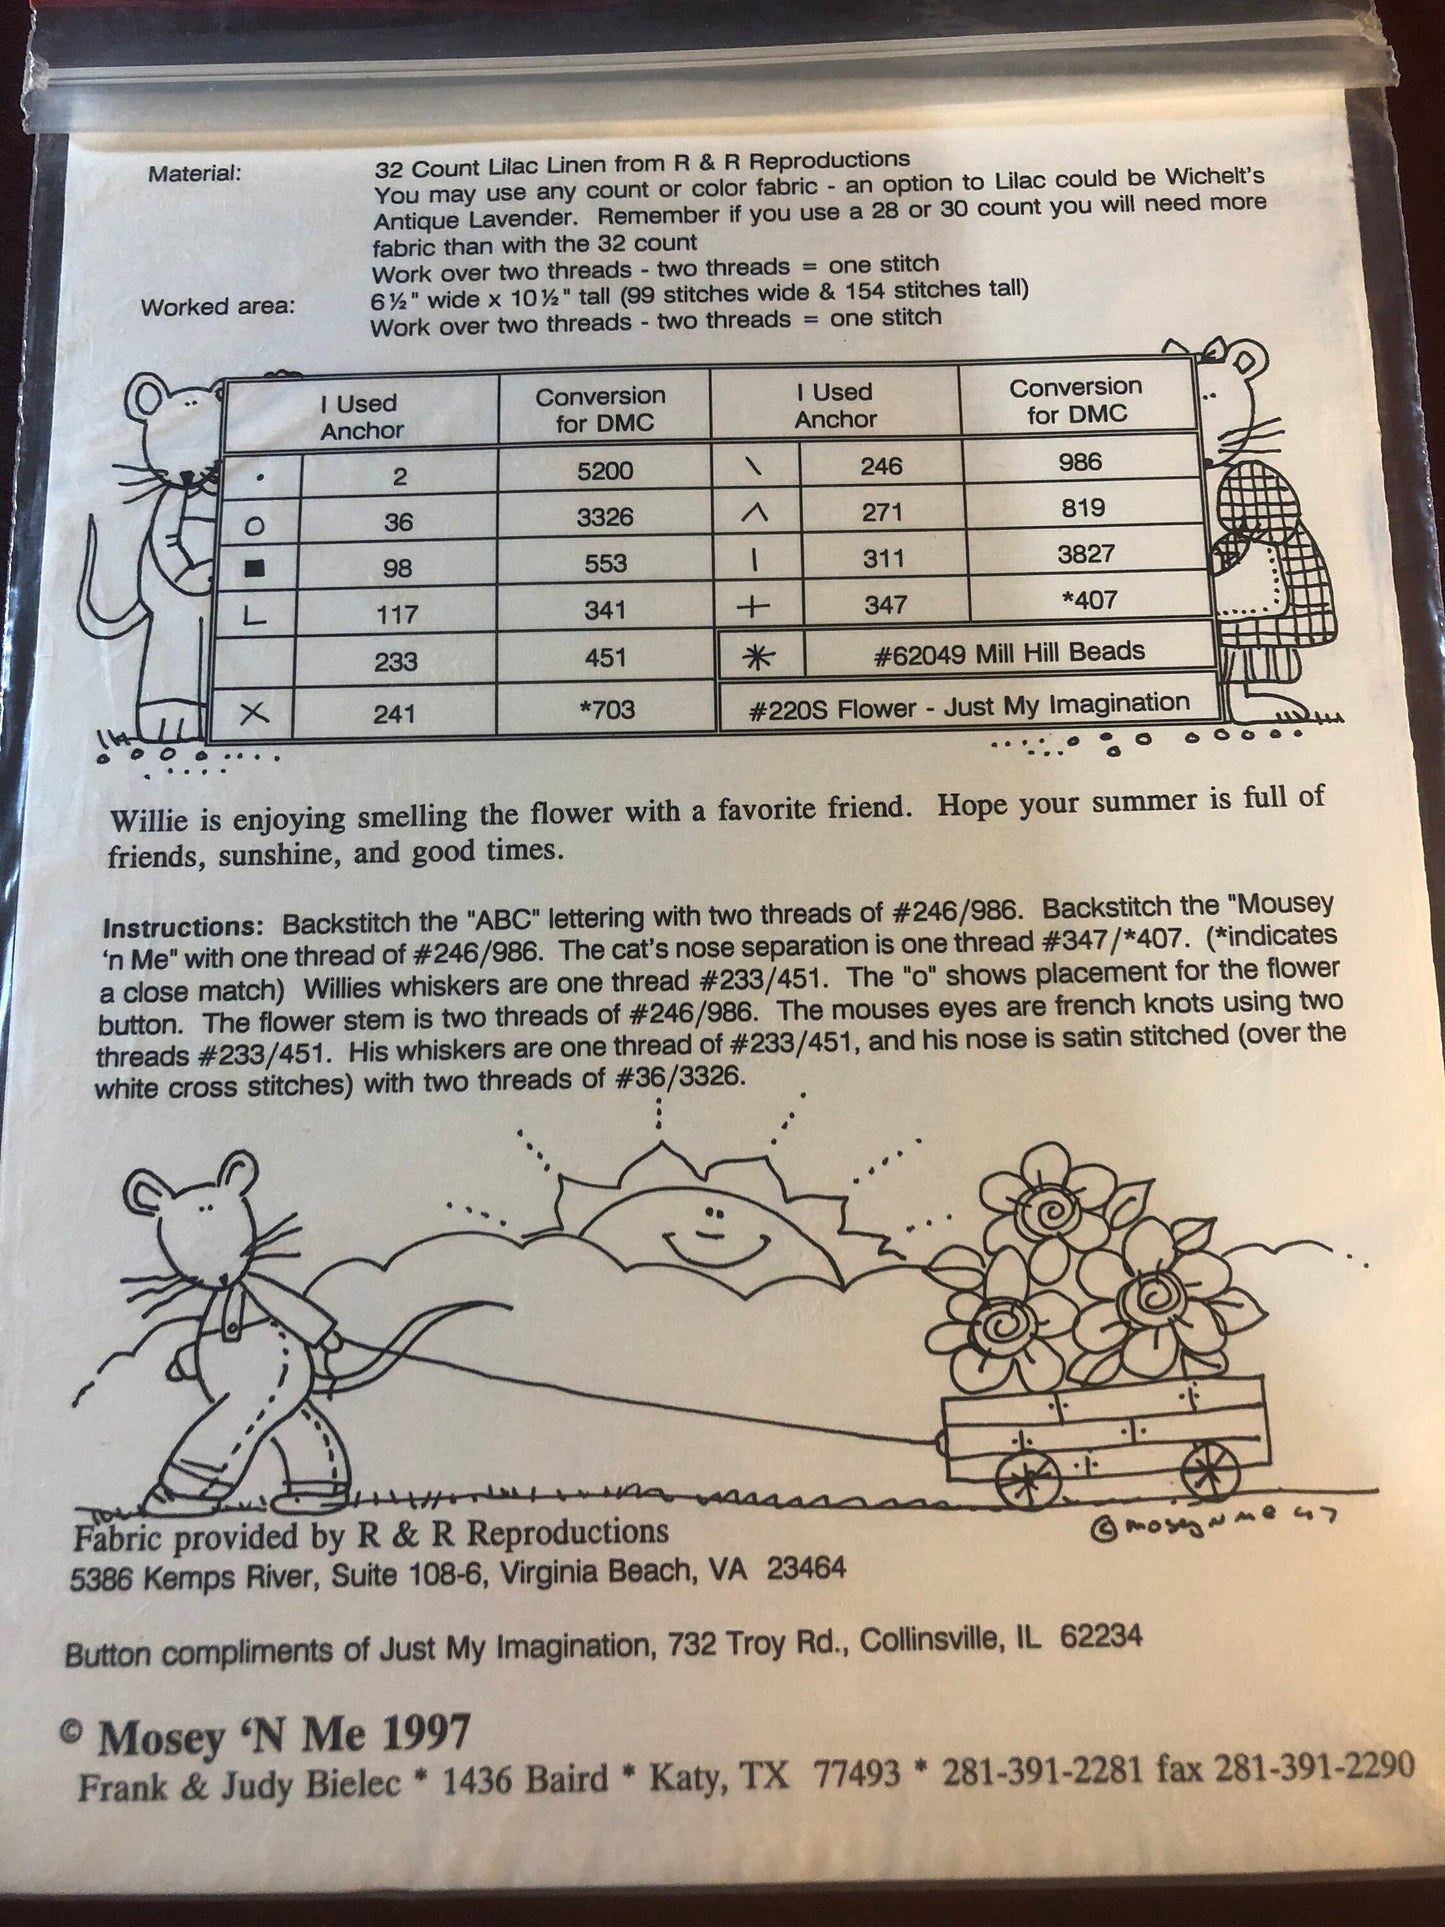 Material: 32 Count Lilac Linen from R & R Reproductions
You may use any count or color fabric - an option to Lilac could be Wichelt's
Antique Lavender. Remember if you use a 28 or 30 count you will need more
fabric than with the 32 count
Work over two threads - two threads = one stitch
Worked area: 6½" wide x 10½" tall (99 stitches wide & 154 stitches tall)
Work over two threads - two threads = one stitch
I Used Anchor Conversion for DMC I Used Anchor Conversion for DMC
• 2 5200 \ 246 986
O 36 3326 ^ 271 819
■ 98 553 | 311 3827
L 117 341 + 347 *407
233 451 * #62049 Mill Hill Beads
X 241 *703 #220S Flower - Just My Imagination
Willie is enjoying smelling the flower with a favorite friend. Hope your summer is full of
friends, sunshine, and good times.
Instructions: Backstitch the "ABC" lettering with two threads of #246/986. Backstitch the "Mousey
'n Me" with one thread of #246/986. The cat's nose separation is one thread #347/*407. (*indicates
a close match) Willies whiskers are one thread #233/451. The "o" shows placement for the flower
button. The flower stem is two threads of #246/986. The mouses eyes are french knots using two
threads #233/451. His whiskers are one thread of #233/451, and his nose is satin stitched (over the
white cross stitches) with two threads of #36/3326.
© Mosey N Me 97
Fabric provided by R & R Reproductions
5386 Kemps River, Suite 108-6, Virginia Beach, VA 23464
Button compliments of Just My Imagination, 732 Troy Rd., Collinsville, IL 62234
© Mosey 'N Me 1997
Frank & Judy Bielec * 1436 Baird * Katy, TX 77493 * 281-391-2281 fax 281-391-2290